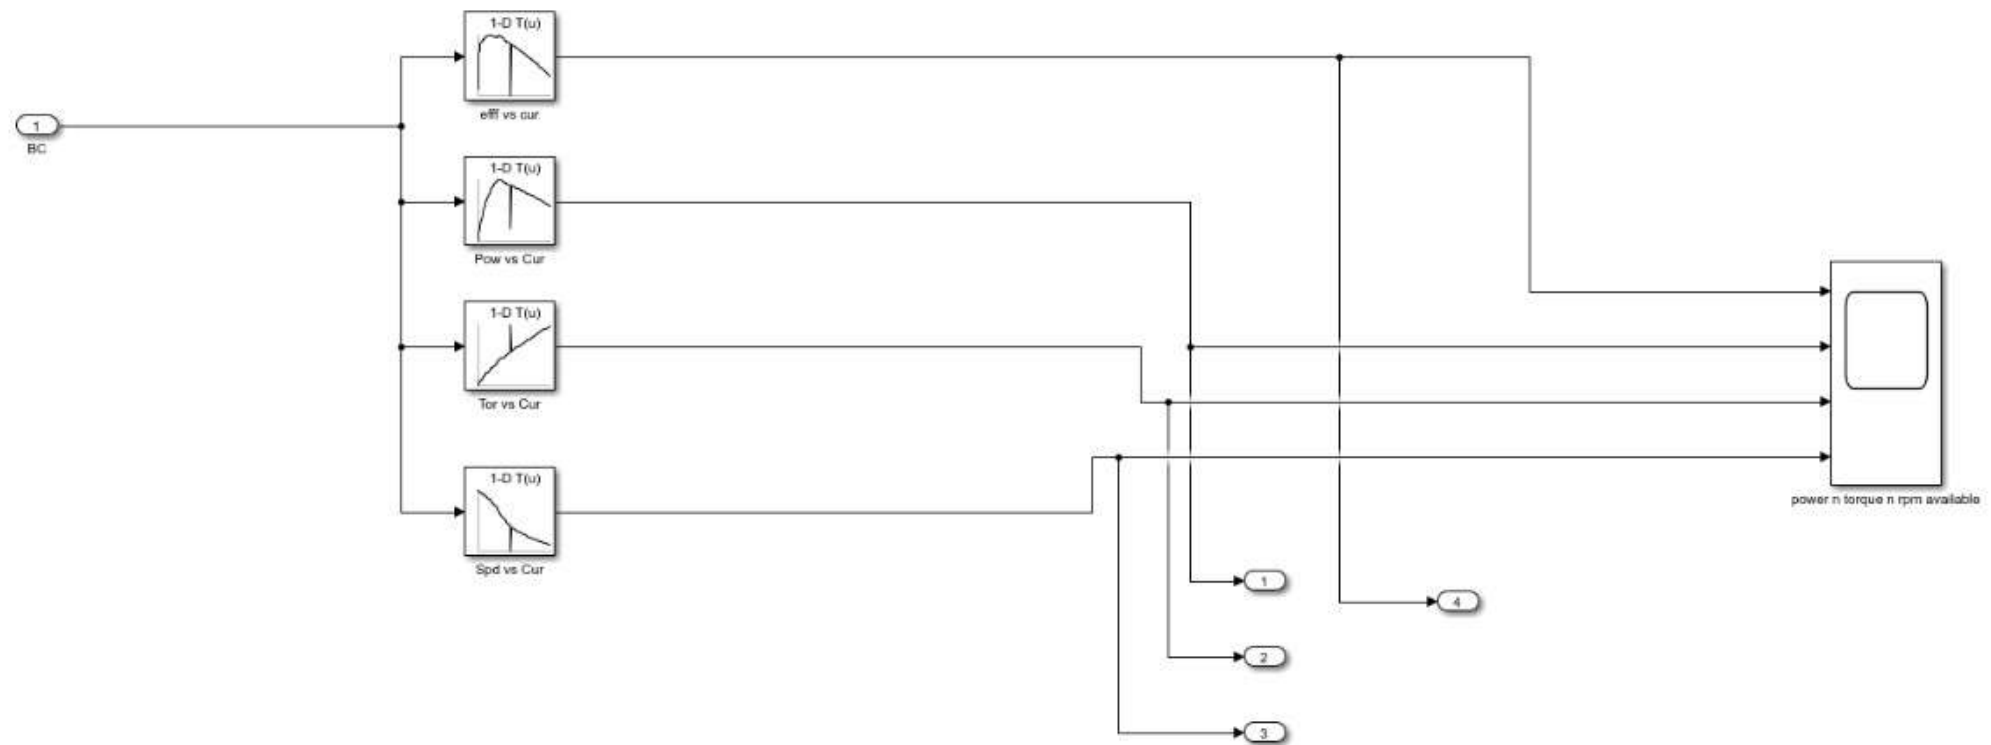 1-D T(u)
efff vs cur
1
BC
1-D T(u)
Pow vs Cur
1-D T(u)
Tor vs Cur
1-D T(u)
Spd vs Cur
power n torque n rpm available
1
4
2
3